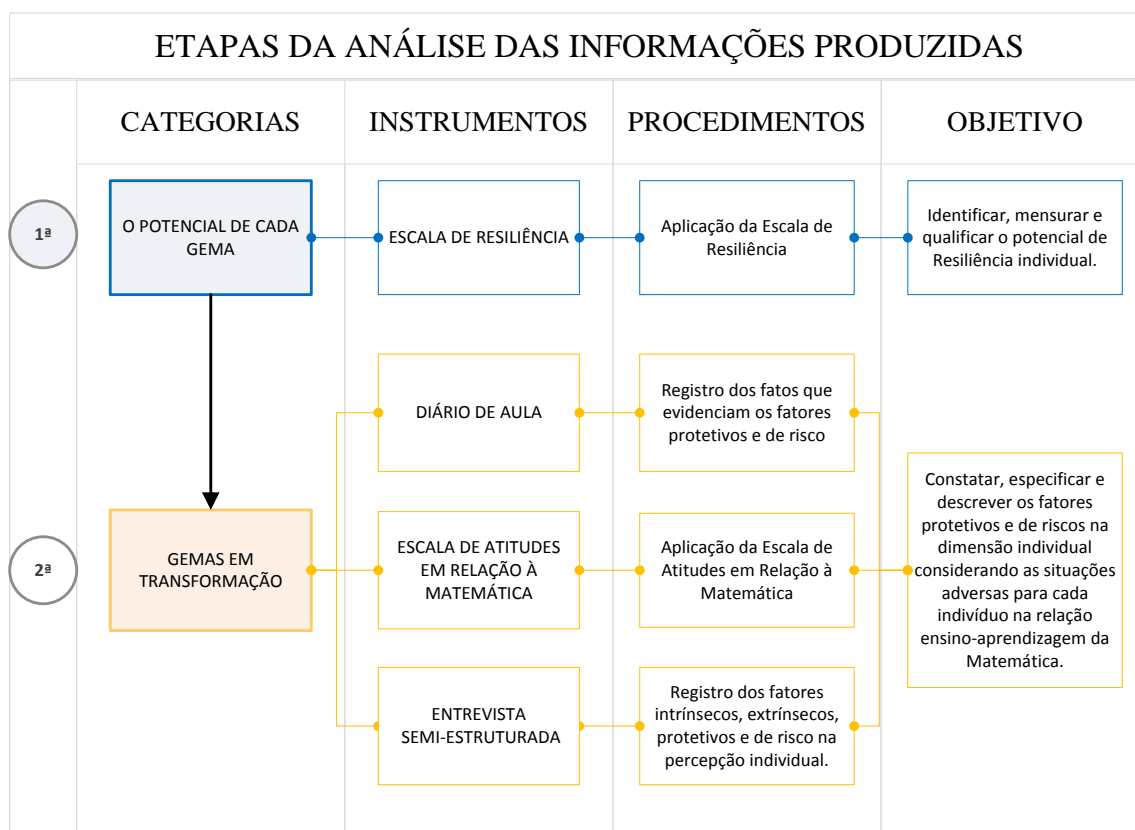 ETAPAS DA ANÁLISE DAS INFORMAÇÕES PRODUZIDAS
CATEGORIAS
INSTRUMENTOS
PROCEDIMENTOS
OBJETIVO
1ª
O POTENCIAL DE CADA
GEMA
ESCALA DE RESILIÊNCIA
Aplicação da Escala de
Resiliência
Identificar, mensurar e
qualificar o potencial de
Resiliência individual.
2ª
GEMAS EM
TRANSFORMAÇÃO
DIÁRIO DE AULA
Registro dos fatos que
evidenciam os fatores
protetivos e de risco
ESCALA DE ATITUDES
EM RELAÇÃO À
MATEMÁTICA
Aplicação da Escala de
Atitudes em Relação à
Matemática
ENTREVISTA
SEMI-ESTRUTURADA
Registro dos fatores
intrínsecos, extrínsecos,
protetivos e de risco na
percepção individual.
Constatar, especificar e
descrever os fatores
protetivos e de riscos na
dimensão individual
considerando as situações
adversas para cada
indivíduo na relação
ensino-aprendizagem da
Matemática.